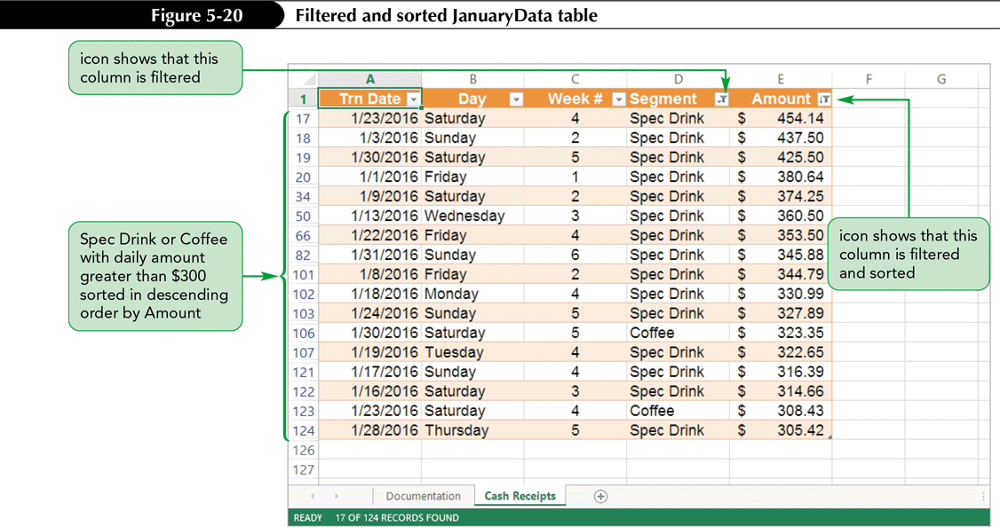 Figure 5-20 Filtered and sorted JanuaryData table
icon shows that this
column is filtered
A B C D E F G
1 Trn Date Day Week # Segment Amount
17 1/23/2016 Saturday 4 Spec Drink $ 454.14
18 1/3/2016 Sunday 2 Spec Drink $ 437.50
19 1/30/2016 Saturday 5 Spec Drink $ 425.50
20 1/1/2016 Friday 1 Spec Drink $ 380.64
34 1/9/2016 Saturday 2 Spec Drink $ 374.25
50 1/13/2016 Wednesday 3 Spec Drink $ 360.50
66 1/22/2016 Friday 4 Spec Drink $ 353.50
82 1/31/2016 Sunday 6 Spec Drink $ 345.88
101 1/8/2016 Friday 2 Spec Drink $ 344.79
102 1/18/2016 Monday 4 Spec Drink $ 330.99
103 1/24/2016 Sunday 5 Spec Drink $ 327.89
106 1/30/2016 Saturday 5 Coffee $ 323.35
107 1/19/2016 Tuesday 4 Spec Drink $ 322.65
121 1/17/2016 Sunday 4 Spec Drink $ 316.39
122 1/16/2016 Saturday 3 Spec Drink $ 314.66
123 1/23/2016 Saturday 4 Coffee $ 308.43
124 1/28/2016 Thursday 5 Spec Drink $ 305.42
126
127
Spec Drink or Coffee
with daily amount
greater than $300
sorted in descending
order by Amount
icon shows that this
column is filtered
and sorted
Documentation Cash Receipts
READY 17 OF 124 RECORDS FOUND